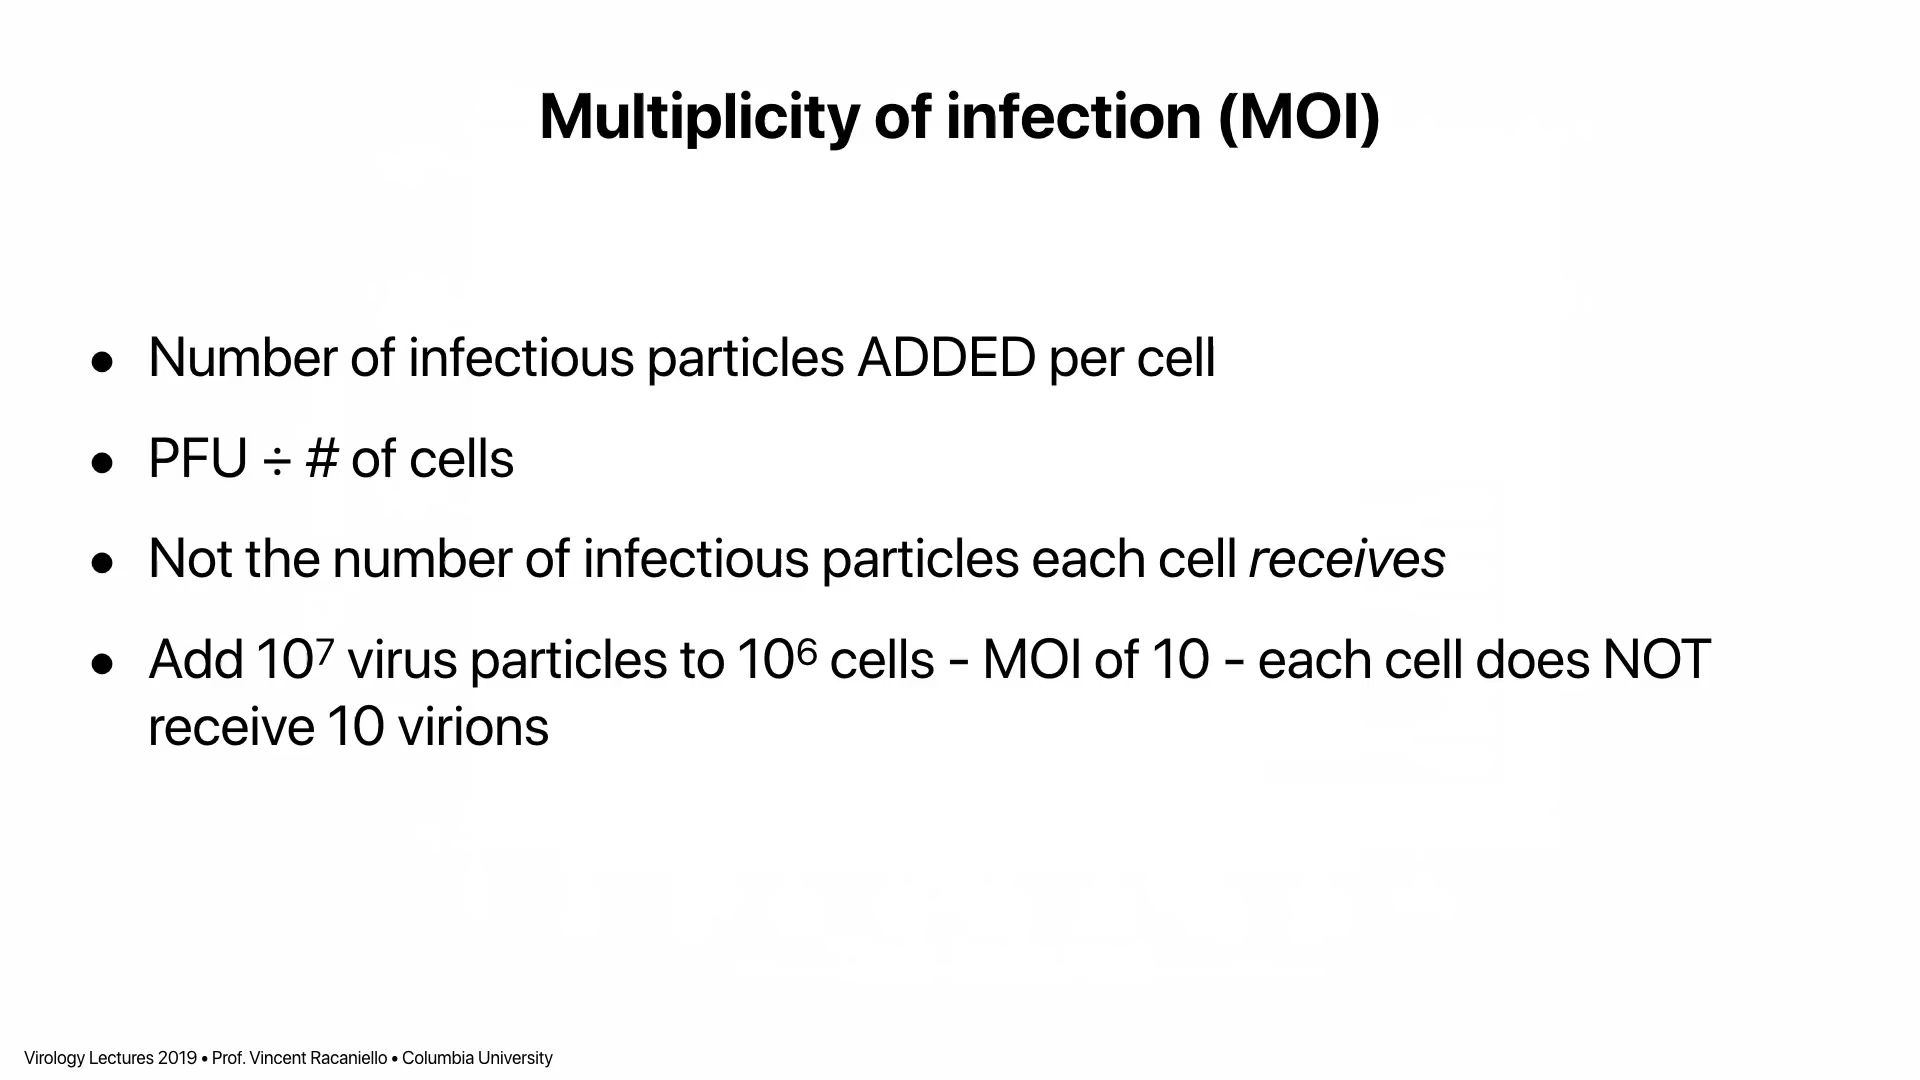 Multiplicity of infection (MOI)
• Number of infectious particles ADDED per cell
• PFU ÷ # of cells
• Not the number of infectious particles each cell receives
• Add 10⁷ virus particles to 10⁶ cells - MOI of 10 - each cell does NOT
receive 10 virions
Virology Lectures 2019 • Prof. Vincent Racaniello • Columbia University